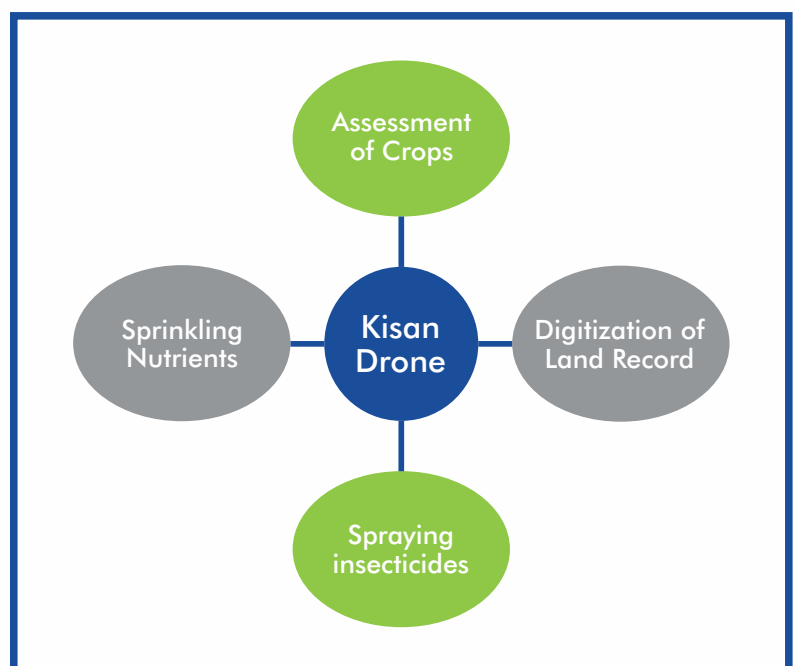 Assessment
of Crops
Sprinkling
Nutrients
Kisan
Drone
Digitization of
Land Record
Spraying
insecticides